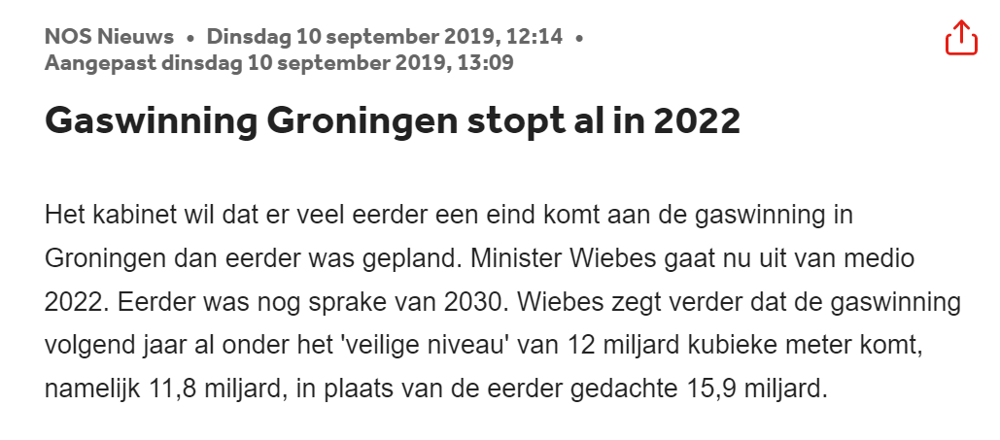 NOS Nieuws • Dinsdag 10 september 2019, 12:14 •
Aangepast dinsdag 10 september 2019, 13:09
Gaswinning Groningen stopt al in 2022
Het kabinet wil dat er veel eerder een eind komt aan de gaswinning in
Groningen dan eerder was gepland. Minister Wiebes gaat nu uit van medio
2022. Eerder was nog sprake van 2030. Wiebes zegt verder dat de gaswinning
volgend jaar al onder het 'veilige niveau' van 12 miljard kubieke meter komt,
namelijk 11,8 miljard, in plaats van de eerder gedachte 15,9 miljard.